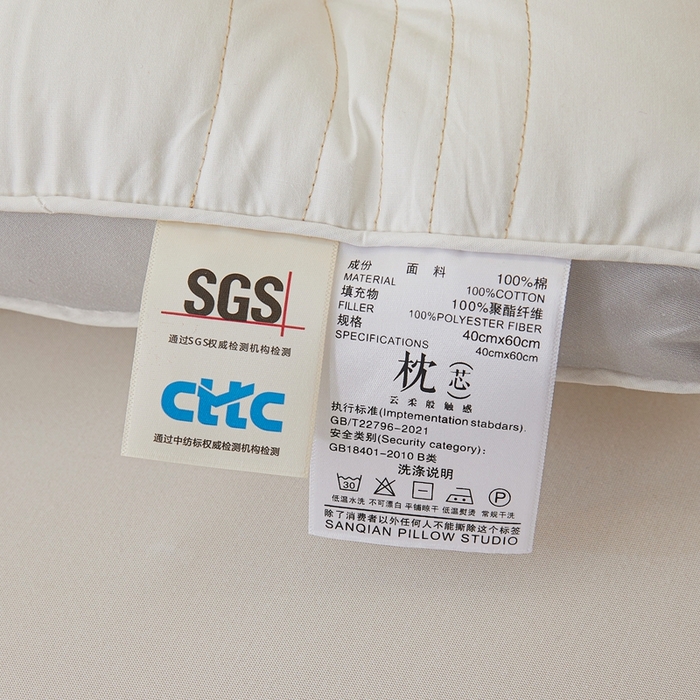 SGS
通过SGS权威检测机构检测
CTTC
通过中纺标权威检测机构检测
成份 面料 100%棉
MATERIAL 100%COTTON
填充物 100%聚酯纤维
FILLER 100%POLYESTER FIBER
规格 40cmx60cm
SPECIFICATIONS 40cmx60cm
枕(芯)
云柔般触感
执行标准(Imptementation stabdars).
GB/T22796-2021
安全类别(Security category):
GB18401-2010 B类
洗涤说明
30 P
低温水洗 不可漂白 平铺晾干 低温熨烫 常规干洗
除了消费者以外任何人不能撕除这个标签
SANQIAN PILLOW STUDIO